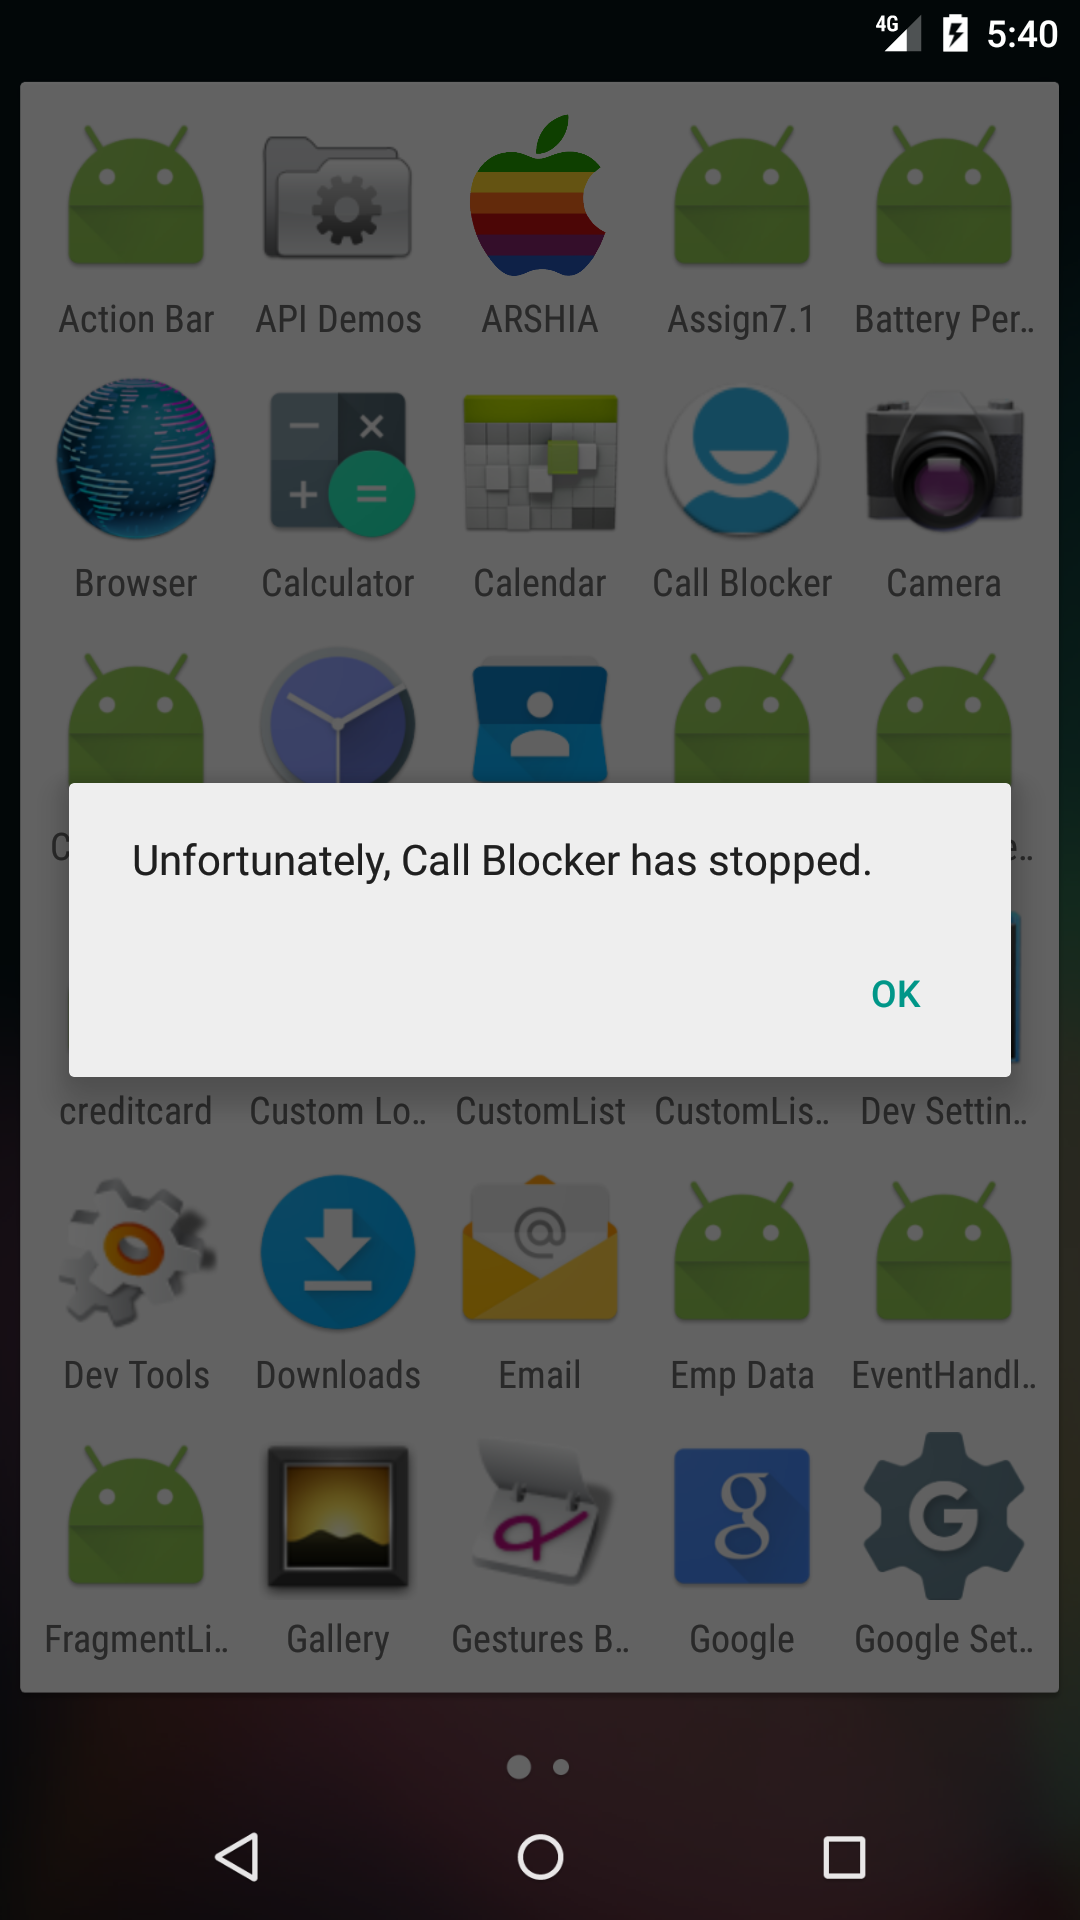 4G 5:40
Action Bar API Demos ARSHIA Assign7.1 Battery Per…
Browser Calculator Calendar Call Blocker Camera
Unfortunately, Call Blocker has stopped.
OK
creditcard Custom Lo… CustomList CustomLis… Dev Settin…
Dev Tools Downloads Email Emp Data EventHandl…
FragmentLi… Gallery Gestures B… Google Google Set…